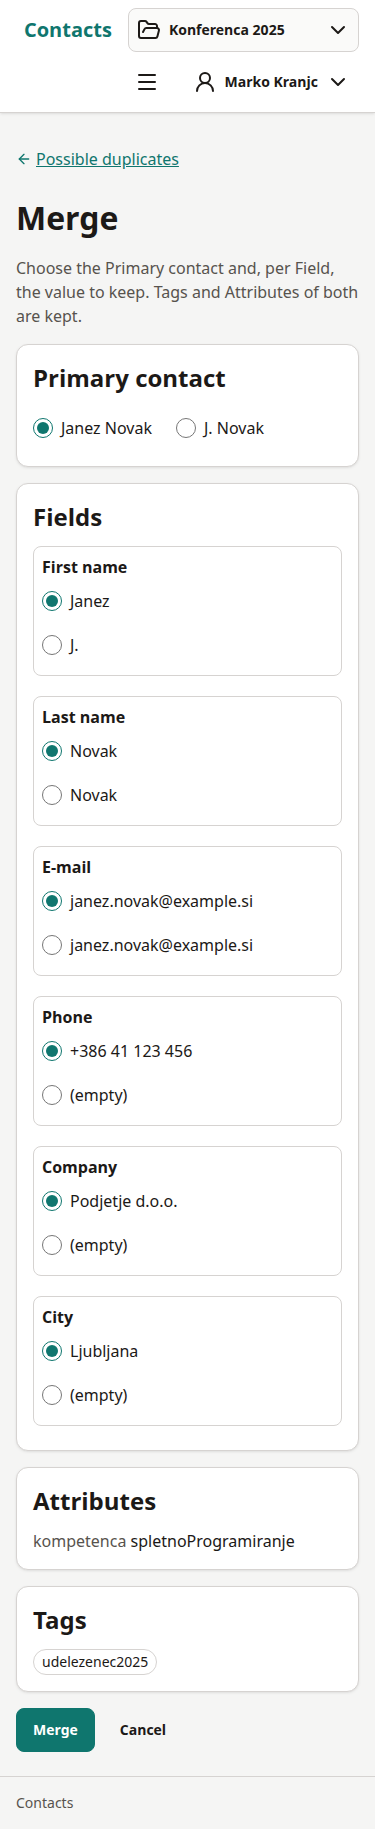 Contacts
Konferenca 2025
Marko Kranjc
← Possible duplicates
Merge
Choose the Primary contact and, per Field,
the value to keep. Tags and Attributes of both
are kept.
Primary contact
Janez Novak
J. Novak
Fields
First name
Janez
J.
Last name
Novak
Novak
E-mail
janez.novak@example.si
janez.novak@example.si
Phone
+386 41 123 456
(empty)
Company
Podjetje d.o.o.
(empty)
City
Ljubljana
(empty)
Attributes
kompetenca spletnoProgramiranje
Tags
udelezenec2025
Merge
Cancel
Contacts